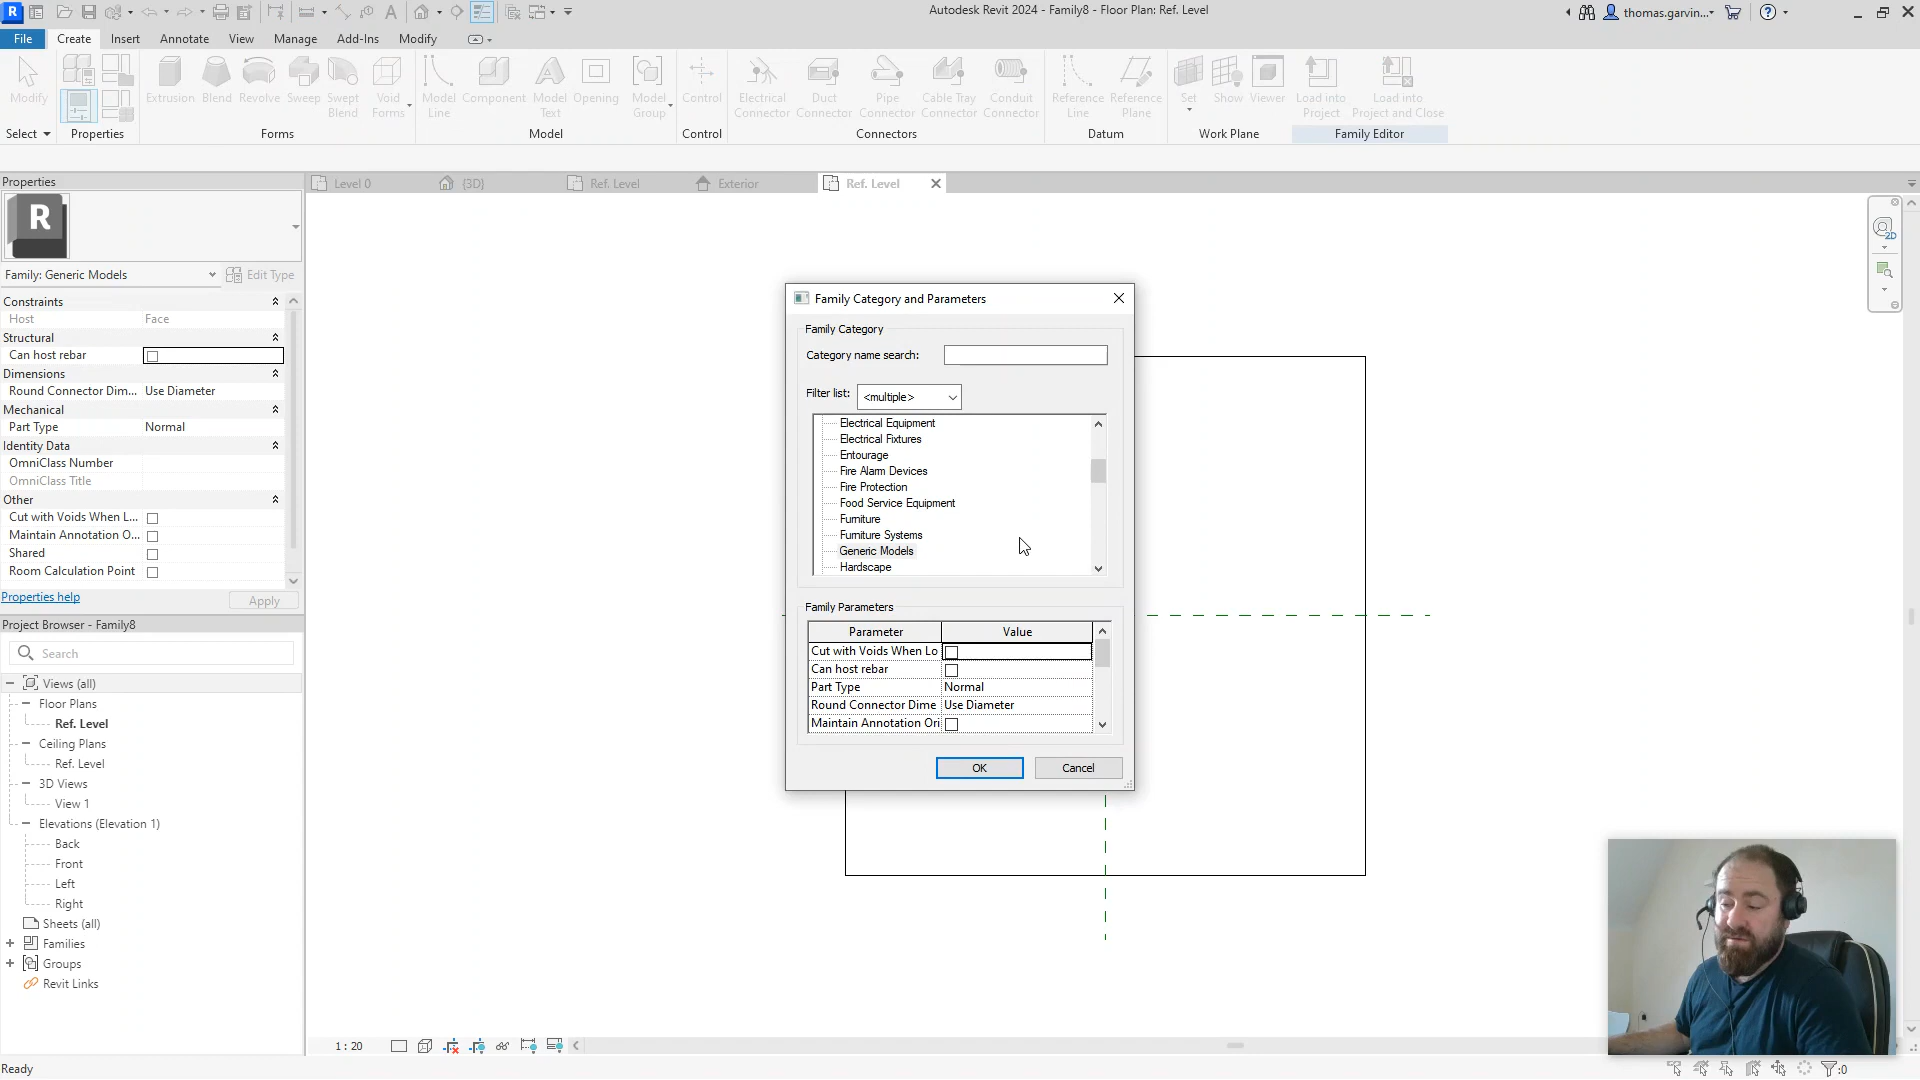 R
Autodesk Revit 2024 - Family8 - Floor Plan: Ref. Level
thomas.garvin...
File Create Insert Annotate View Manage Add-Ins Modify
Modify
Extrusion Blend Revolve Sweep Swept Blend Void Forms
Model Line Component Model Text Opening Model Group
Control
Electrical Connector Duct Connector Pipe Connector Cable Tray Connector Conduit Connector
Reference Line Reference Plane
Set Show Viewer
Load into Project Load into Project and Close
Select Properties Forms Model Control Connectors Datum Work Plane Family Editor
Properties
Level 0 {3D} Ref. Level Exterior Ref. Level
R
2D
Family: Generic Models Edit Type
Constraints
Host Face
Structural
Can host rebar
Dimensions
Round Connector Dim... Use Diameter
Mechanical
Part Type Normal
Identity Data
OmniClass Number
OmniClass Title
Other
Cut with Voids When L...
Maintain Annotation O...
Shared
Room Calculation Point
Properties help Apply
Project Browser - Family8
Search
Views (all)
Floor Plans
Ref. Level
Ceiling Plans
Ref. Level
3D Views
View 1
Elevations (Elevation 1)
Back
Front
Left
Right
Sheets (all)
Families
Groups
Revit Links
Family Category and Parameters
Family Category
Category name search:
Filter list: <multiple>
Electrical Equipment
Electrical Fixtures
Entourage
Fire Alarm Devices
Fire Protection
Food Service Equipment
Furniture
Furniture Systems
Generic Models
Hardscape
Family Parameters
Parameter Value
Cut with Voids When Lo
Can host rebar
Part Type Normal
Round Connector Dime Use Diameter
Maintain Annotation Ori
OK Cancel
1 : 20
Ready
:0